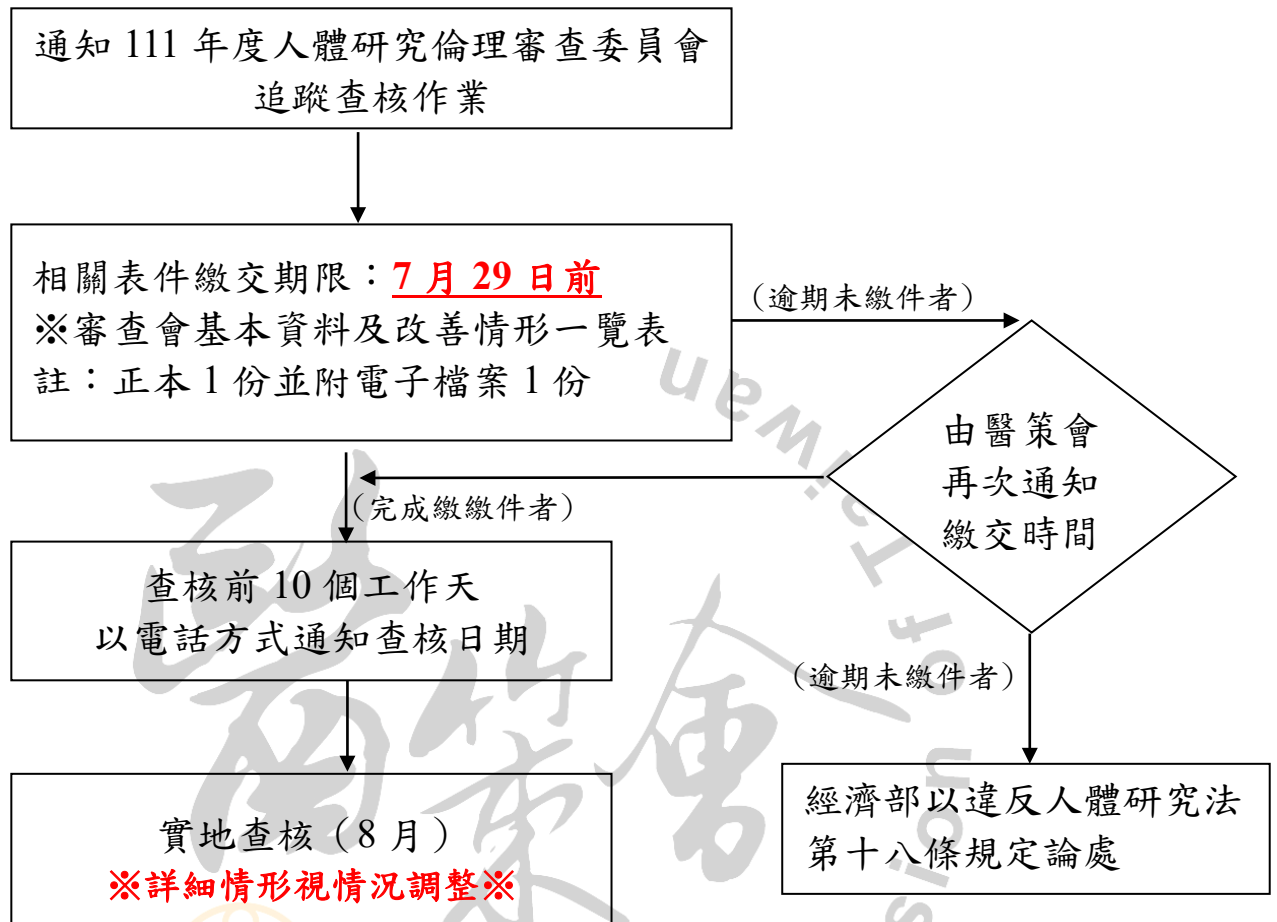 通知 111 年度人體研究倫理審查委員會
追蹤查核作業
相關表件繳交期限：7 月 29 日前
※審查會基本資料及改善情形一覽表
註：正本 1 份並附電子檔案 1 份
（逾期未繳件者）
由醫策會
再次通知
繳交時間
（完成繳繳件者）
查核前 10 個工作天
以電話方式通知查核日期
（逾期未繳件者）
經濟部以違反人體研究法
第十八條規定論處
實地查核（8 月）
※詳細情形視情況調整※
醫策會
Taiwan
of